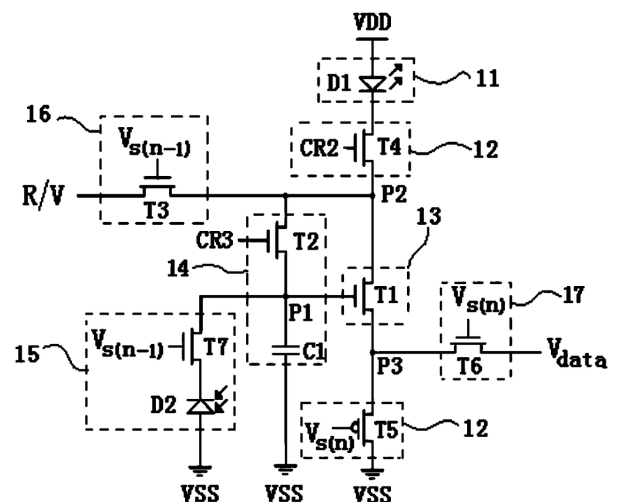 VDD
D1
11
16
Vs(n-1)
CR2
T4
12
R/V
T3
P2
CR3
T2
14
13
T1
P1
Vs(n)
17
15
Vs(n-1)
T7
C1
P3
T6
Vdata
D2
Vs(n)
T5
12
VSS
VSS
VSS